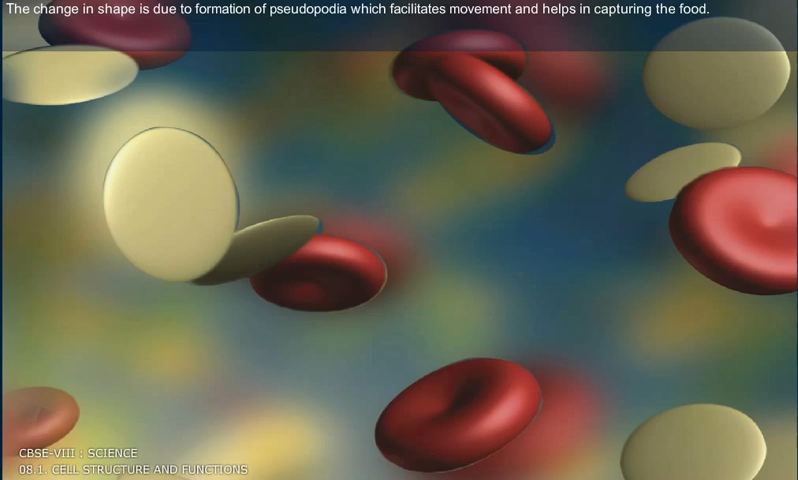 The change in shape is due to formation of pseudopodia which facilitates movement and helps in capturing the food.
CBSE-VIII : SCIENCE
08.1. CELL STRUCTURE AND FUNCTIONS